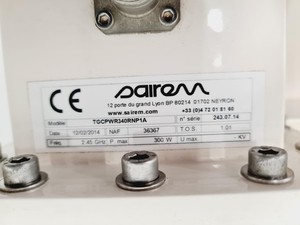 CE sairem
12 porte du grand Lyon BP 80214 01702 NEYRON
www.sairem.com +33 (0)4 72 01 81 60
Type: TGCPWR340RNP1A n° série: 243.07.14
Date: 12/02/2014 NAF 36367 T.O.S 1.01
Freq. 2.45 GHz P max. 300 W U max. - kV